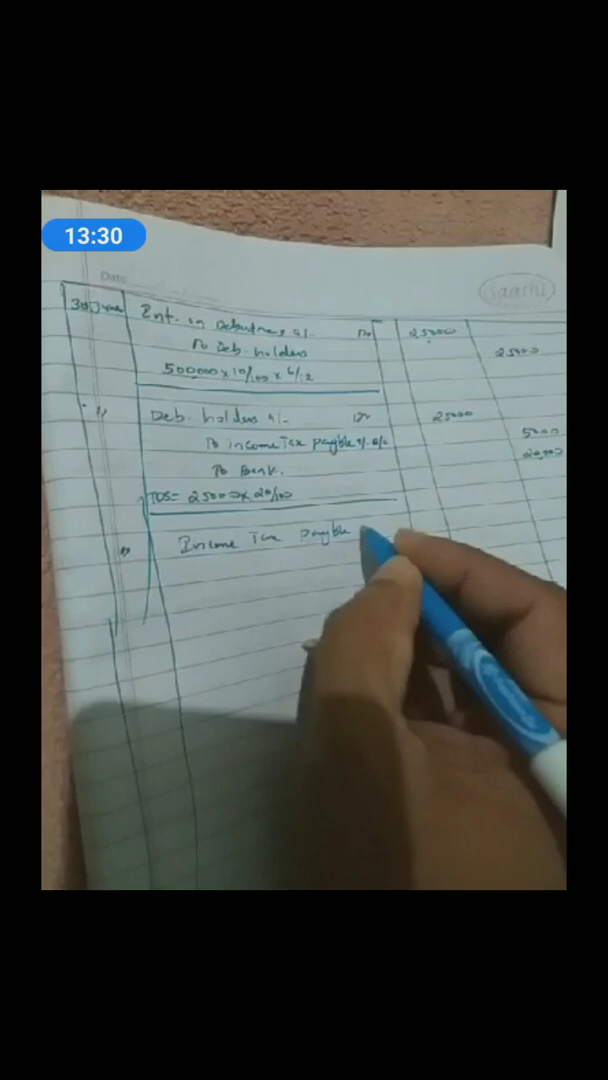 13:30
Date
Saathi
30 June Int. on Debentures a/c. Dr 25000
To Deb. holders 25000
500000 x 10/100 x 6/12
" Deb. holders a/c. Dr 25000
To income Tax payable 5000
To Bank. 20,000
TDS = 25000 x 20/100
" Income Tax payable